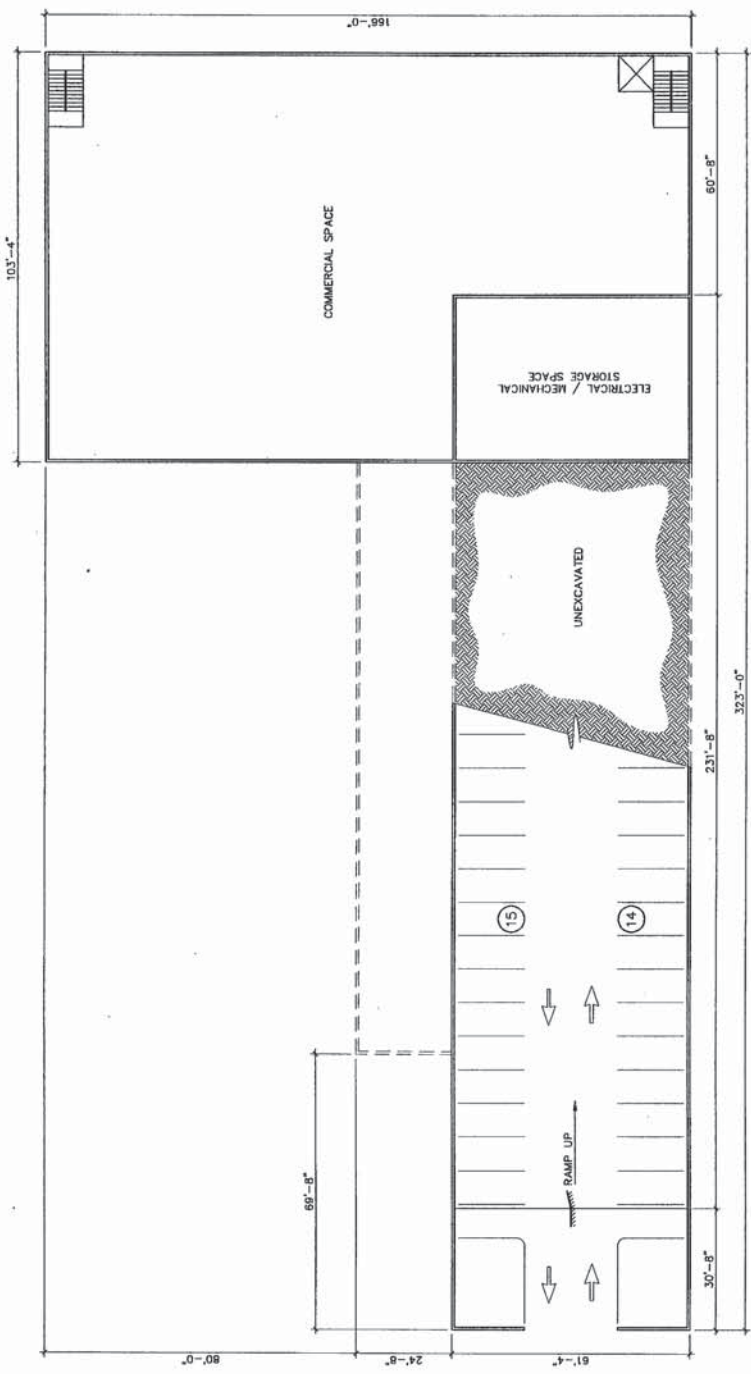 166'-0"
103'-4"
COMMERCIAL SPACE
60'-8"
ELECTRICAL / MECHANICAL
STORAGE SPACE
UNEXCAVATED
323'-0"
231'-8"
15
14
RAMP UP
69'-8"
30'-8"
80'-0"
24'-8"
61'-4"